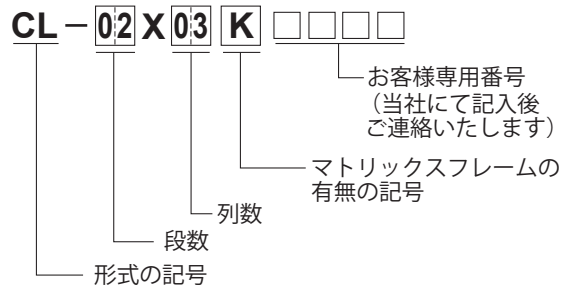 CL－02X03K□□□□
お客様専用番号
（当社にて記入後
ご連絡いたします）
マトリックスフレームの
有無の記号
列数
段数
形式の記号